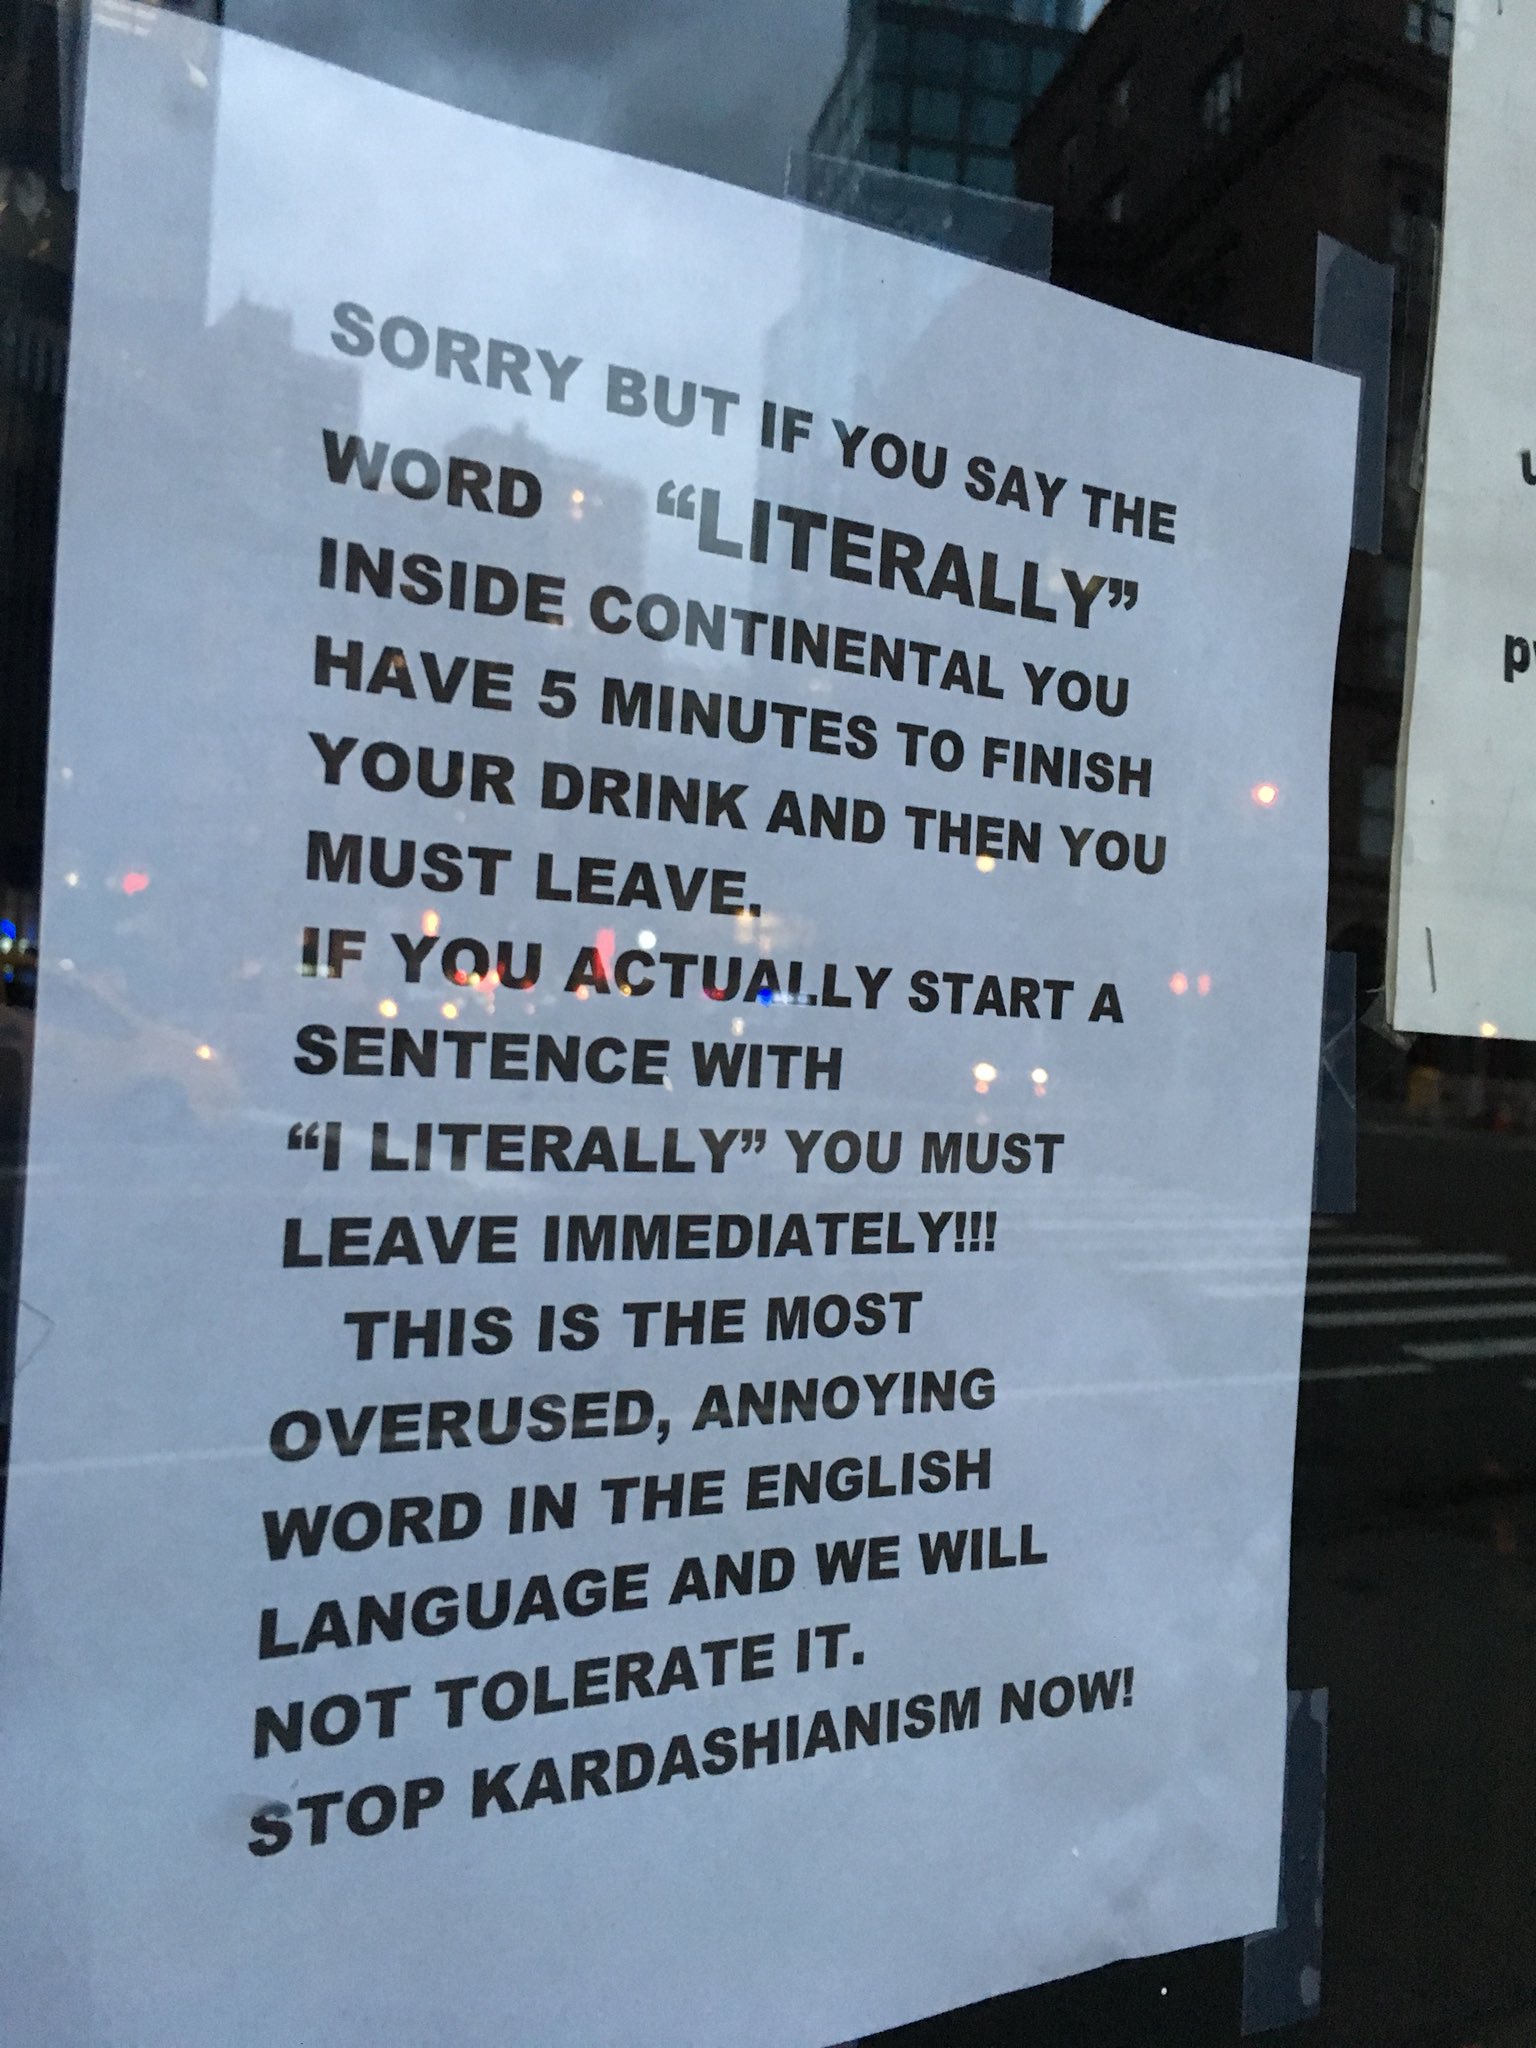 SORRY BUT IF YOU SAY THE
WORD “LITERALLY”
INSIDE CONTINENTAL YOU
HAVE 5 MINUTES TO FINISH
YOUR DRINK AND THEN YOU
MUST LEAVE.
IF YOU ACTUALLY START A
SENTENCE WITH
“I LITERALLY” YOU MUST
LEAVE IMMEDIATELY!!!
THIS IS THE MOST
OVERUSED, ANNOYING
WORD IN THE ENGLISH
LANGUAGE AND WE WILL
NOT TOLERATE IT.
STOP KARDASHIANISM NOW!